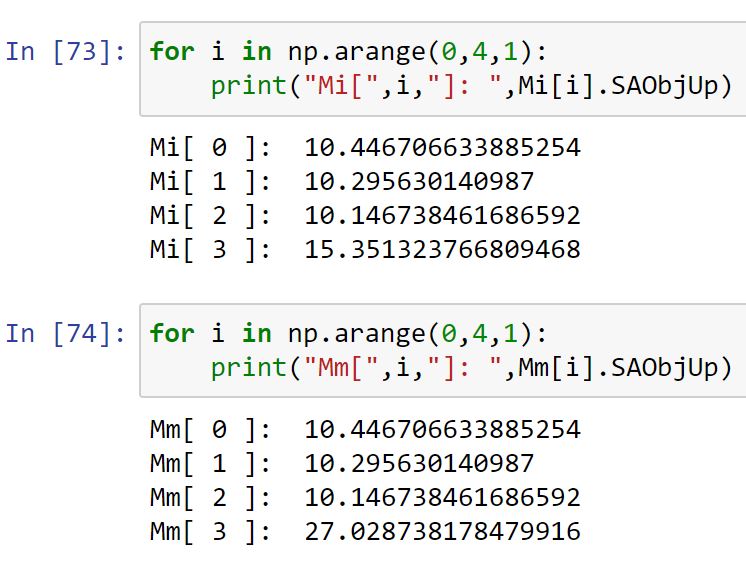 In [73]: for i in np.arange(0,4,1):
    print("Mi[",i,"]: ",Mi[i].SAObjUp)
Mi[ 0 ]:  10.446706633885254
Mi[ 1 ]:  10.295630140987
Mi[ 2 ]:  10.146738461686592
Mi[ 3 ]:  15.351323766809468
In [74]: for i in np.arange(0,4,1):
    print("Mm[",i,"]: ",Mm[i].SAObjUp)
Mm[ 0 ]:  10.446706633885254
Mm[ 1 ]:  10.295630140987
Mm[ 2 ]:  10.146738461686592
Mm[ 3 ]:  27.028738178479916